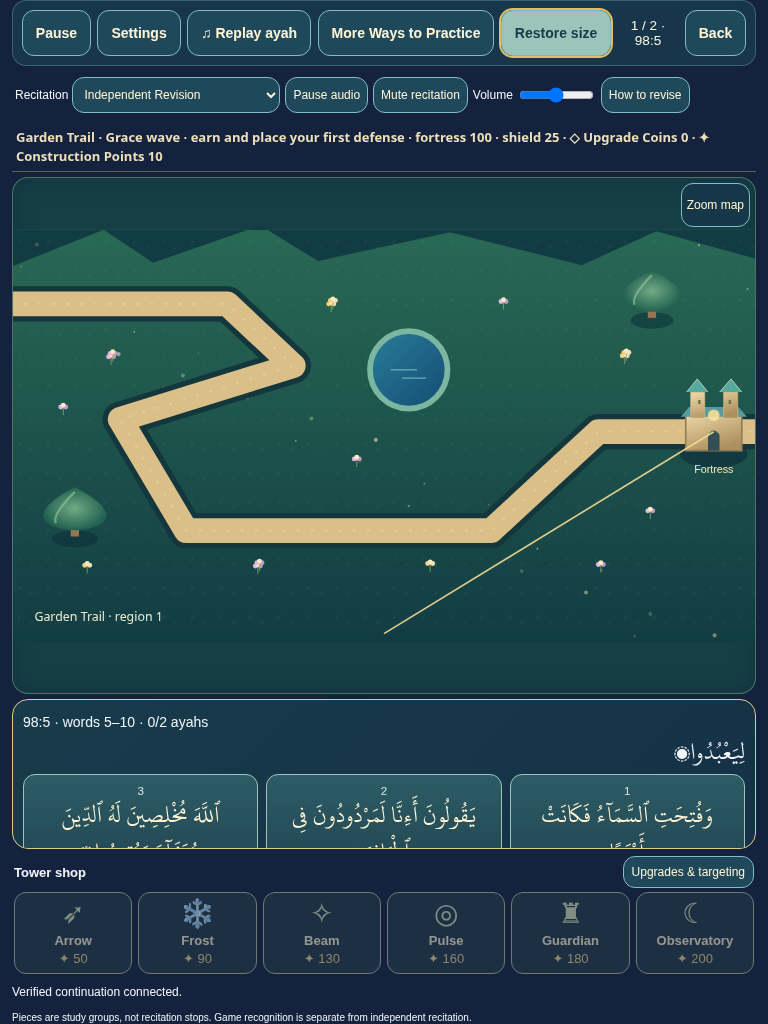 Pause
Settings
♫ Replay ayah
More Ways to Practice
Restore size
1 / 2 ·
98:5
Back
Recitation
Independent Revision
Pause audio
Mute recitation
Volume
How to revise
Garden Trail · Grace wave · earn and place your first defense · fortress 100 · shield 25 · ◇ Upgrade Coins 0 · ✦
Construction Points 10
Zoom map
Fortress
Garden Trail · region 1
98:5 · words 5–10 · 0/2 ayahs
لِيَعْبُدُوا۟
1
وَفُتِحَتِ ٱلسَّمَآءُ فَكَانَتْ
2
يَقُولُونَ أَءِنَّا لَمَرْدُودُونَ فِى
3
ٱللَّهَ مُخْلِصِينَ لَهُ ٱلدِّينَ
Tower shop
Upgrades & targeting
Arrow
✦ 50
Frost
✦ 90
Beam
✦ 130
Pulse
✦ 160
Guardian
✦ 180
Observatory
✦ 200
Verified continuation connected.
Pieces are study groups, not recitation stops. Game recognition is separate from independent recitation.